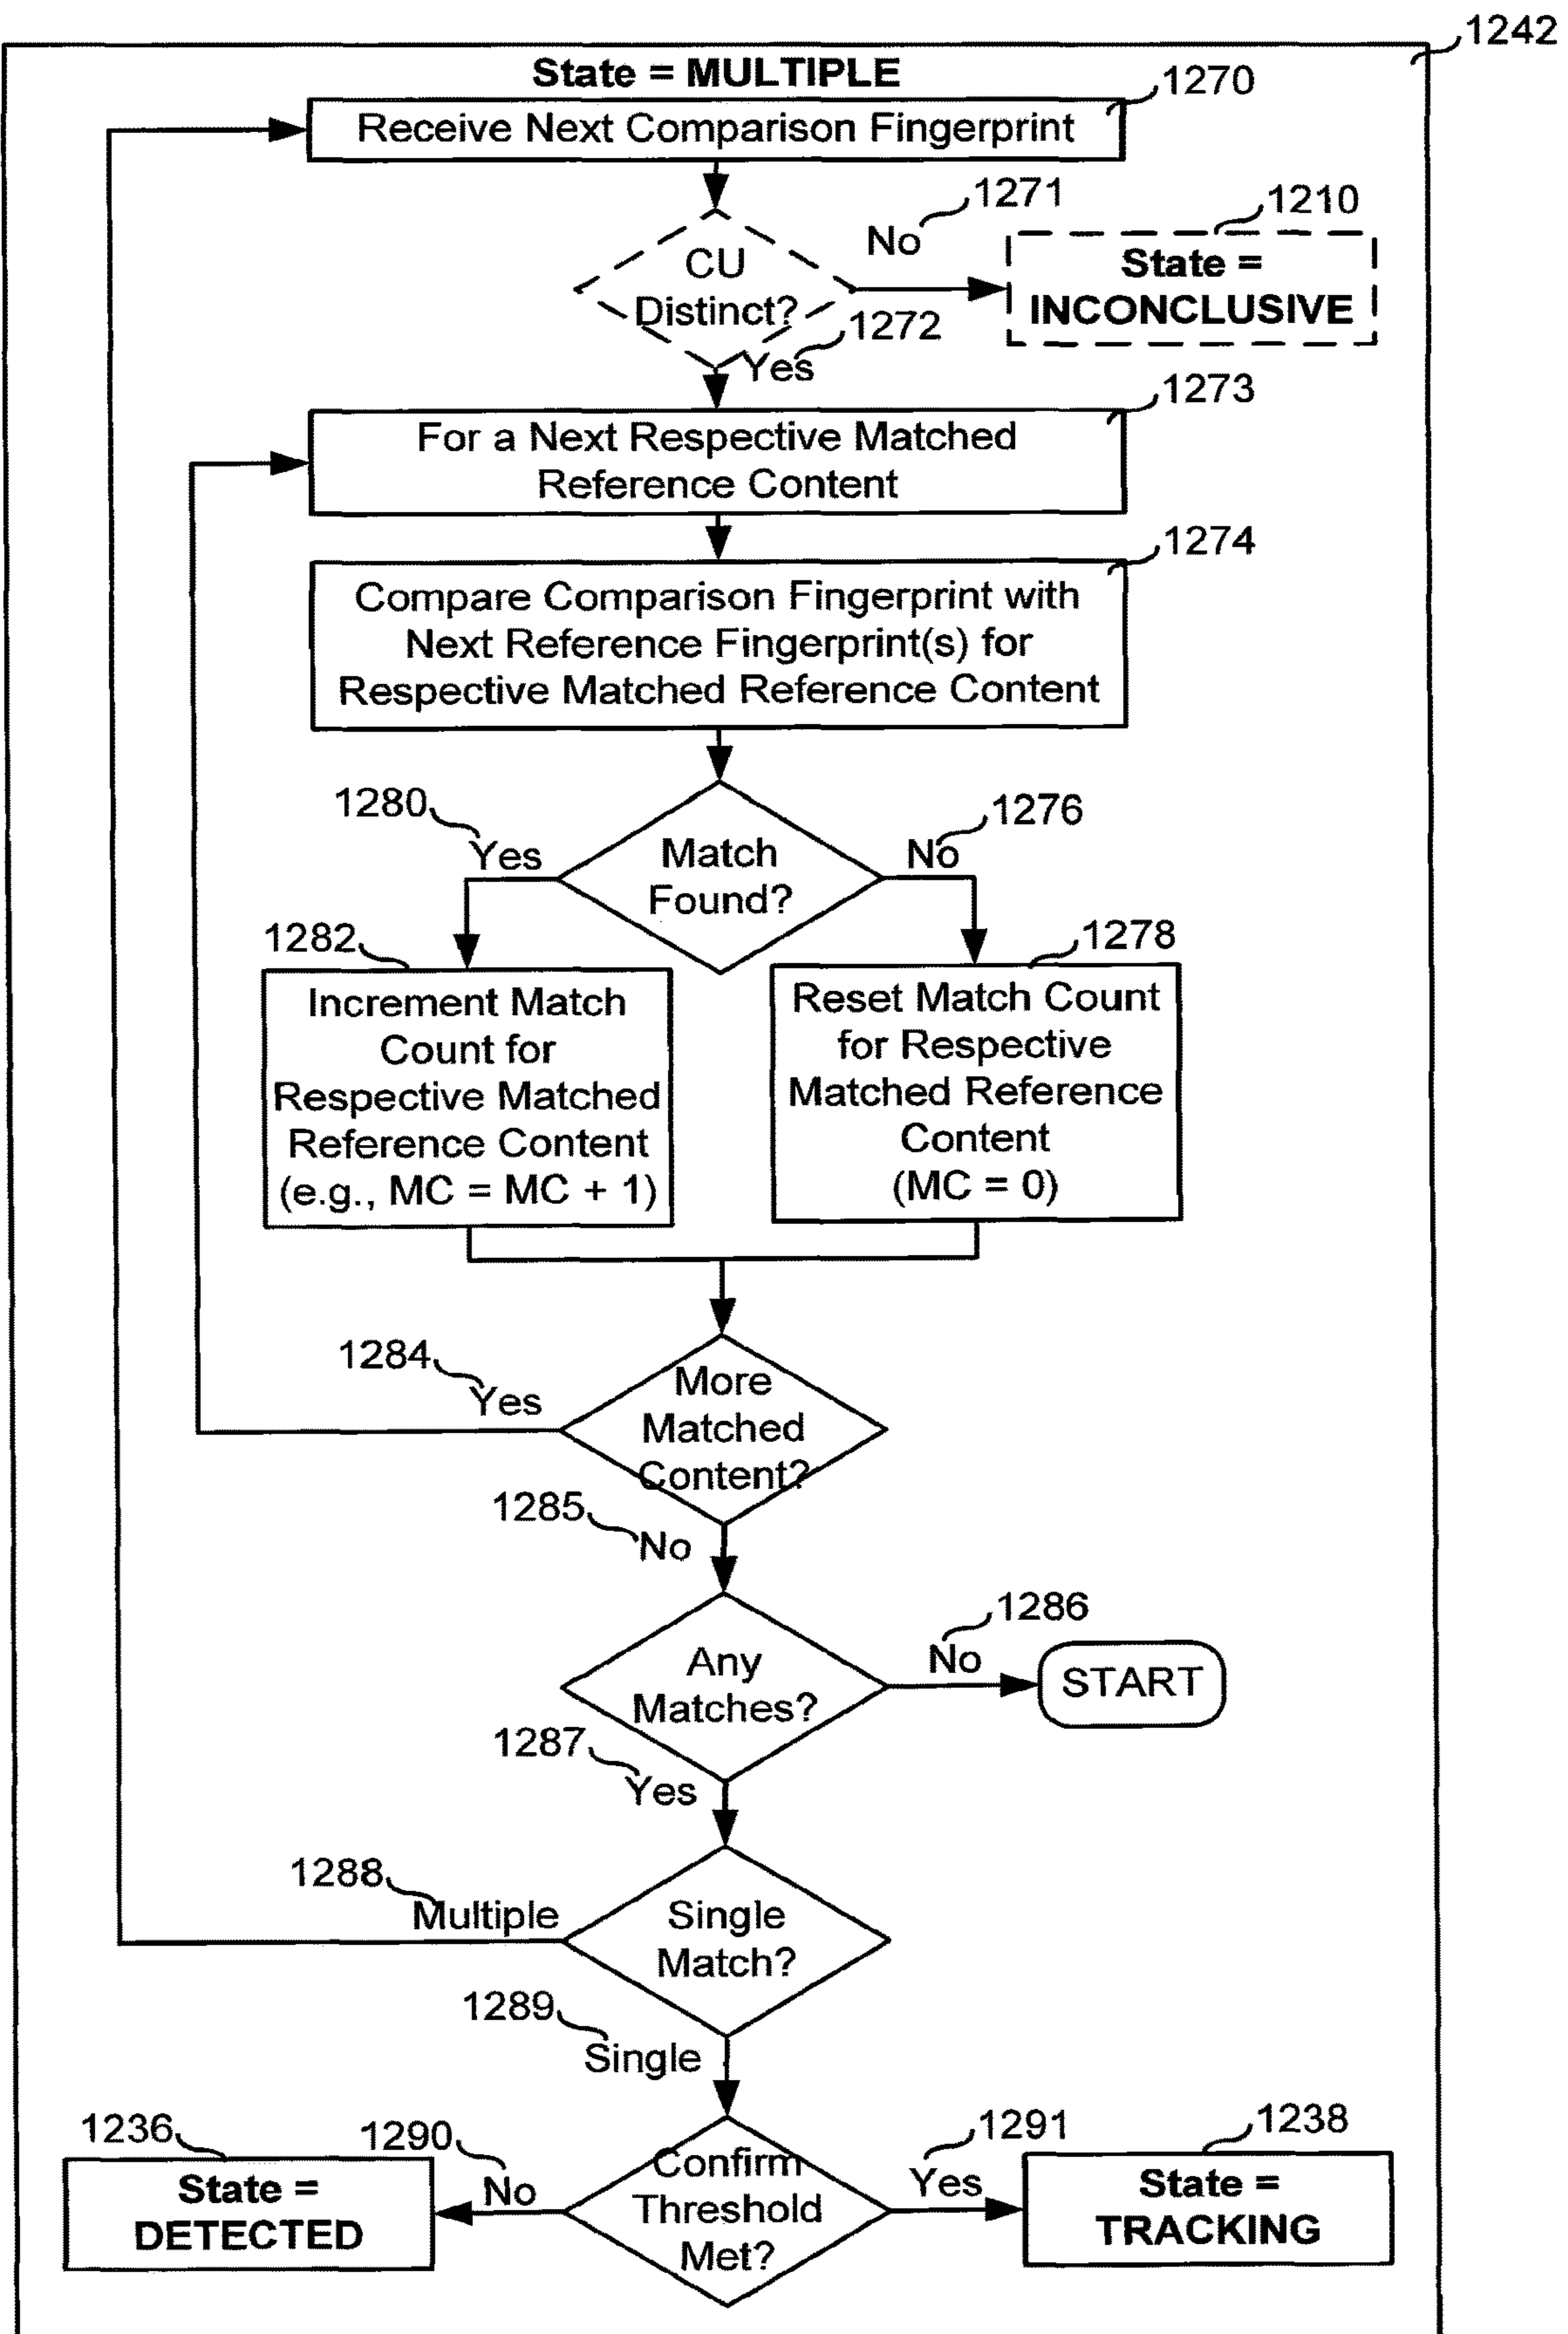 1242
State = MULTIPLE
1270
Receive Next Comparison Fingerprint
1271
No
1210
CU
Distinct?
State =
INCONCLUSIVE
1272
Yes
1273
For a Next Respective Matched
Reference Content
1274
Compare Comparison Fingerprint with
Next Reference Fingerprint(s) for
Respective Matched Reference Content
1280
Yes
1276
No
Match
Found?
1282
1278
Increment Match
Count for
Respective Matched
Reference Content
(e.g., MC = MC + 1)
Reset Match Count
for Respective
Matched Reference
Content
(MC = 0)
1284
Yes
More
Matched
Content?
1285
No
1286
No
Any
Matches?
START
1287
Yes
1288
Multiple
Single
Match?
1289
Single
1236
1290
No
1291
Yes
1238
State =
DETECTED
Confirm
Threshold
Met?
State =
TRACKING